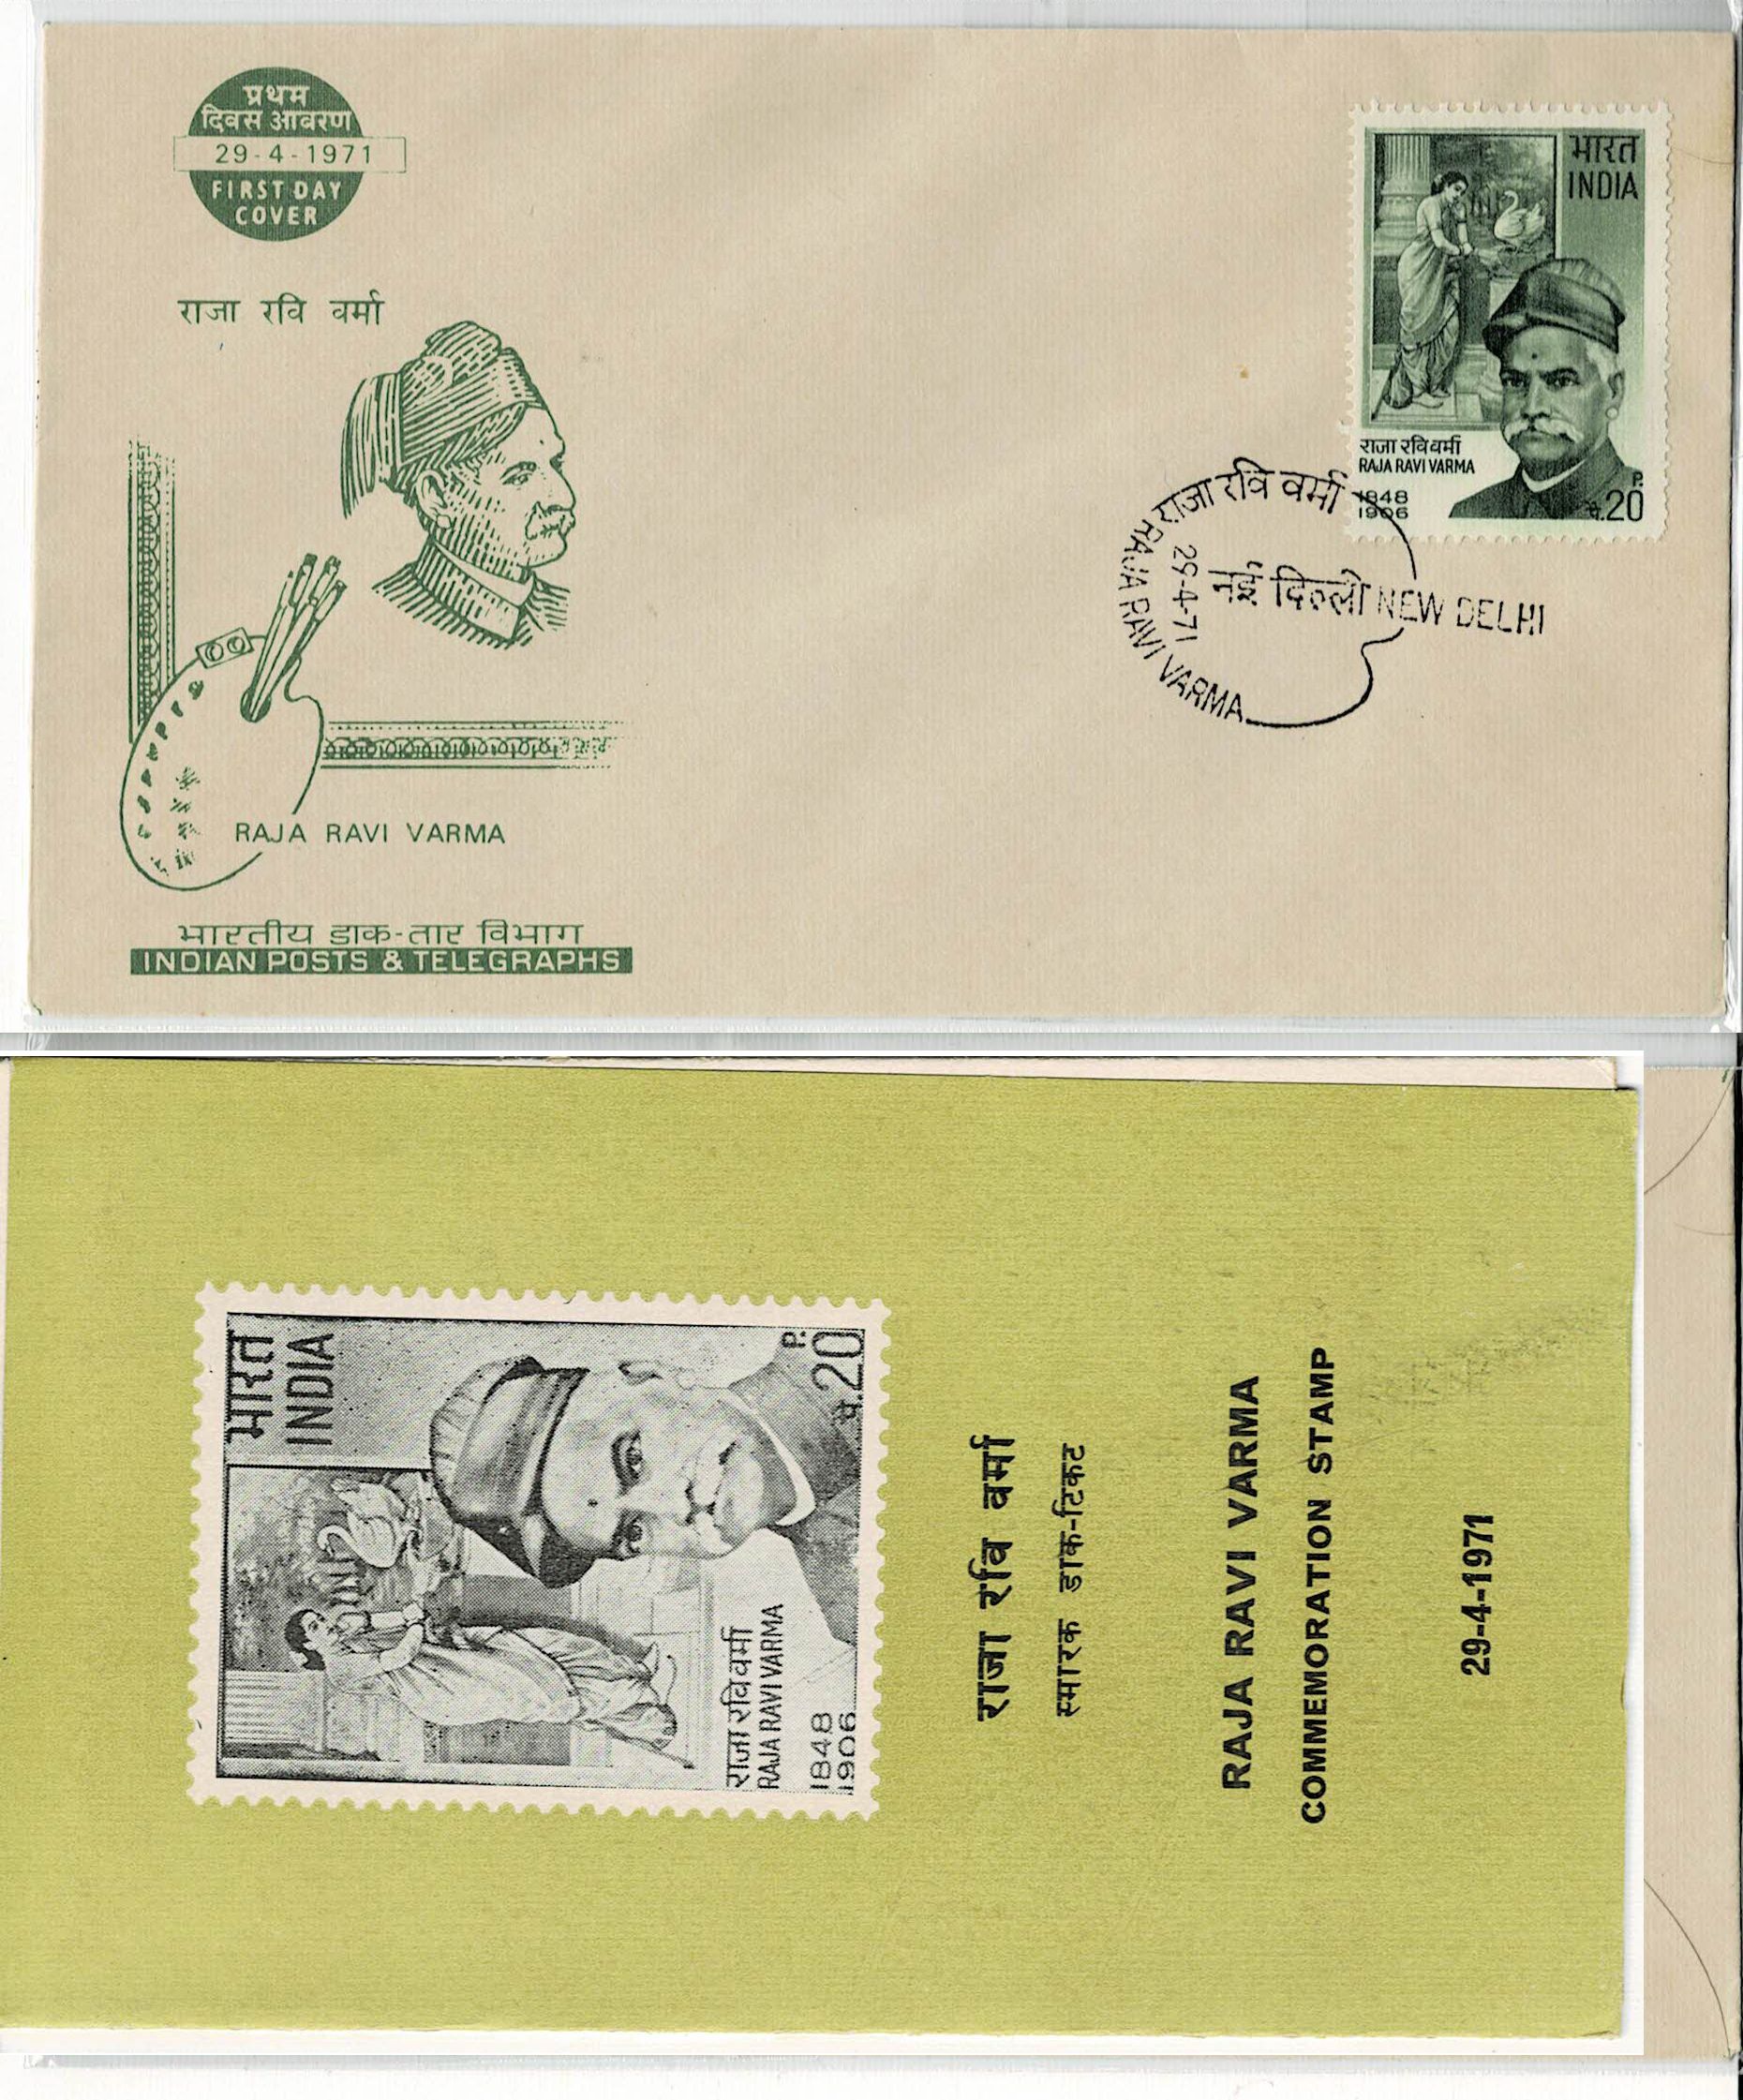 प्रथम
दिवस आवरण
29-4-1971
FIRST DAY
COVER
राजा रवि वर्मा
RAJA RAVI VARMA
भारतीय डाक-तार विभाग
INDIAN POSTS & TELEGRAPHS
भारत
INDIA
राजा रवि वर्मा
RAJA RAVI VARMA
1848
1906
P.
पै.20
राजा रवि वर्मा
RAJA RAVI VARMA
29-4-71
नई दिल्ली NEW DELHI
भारत
INDIA
राजा रवि वर्मा
RAJA RAVI VARMA
1848
1906
P.
पै.20
राजा रवि वर्मा
स्मारक डाक-टिकट
RAJA RAVI VARMA
COMMEMORATION STAMP
29-4-1971